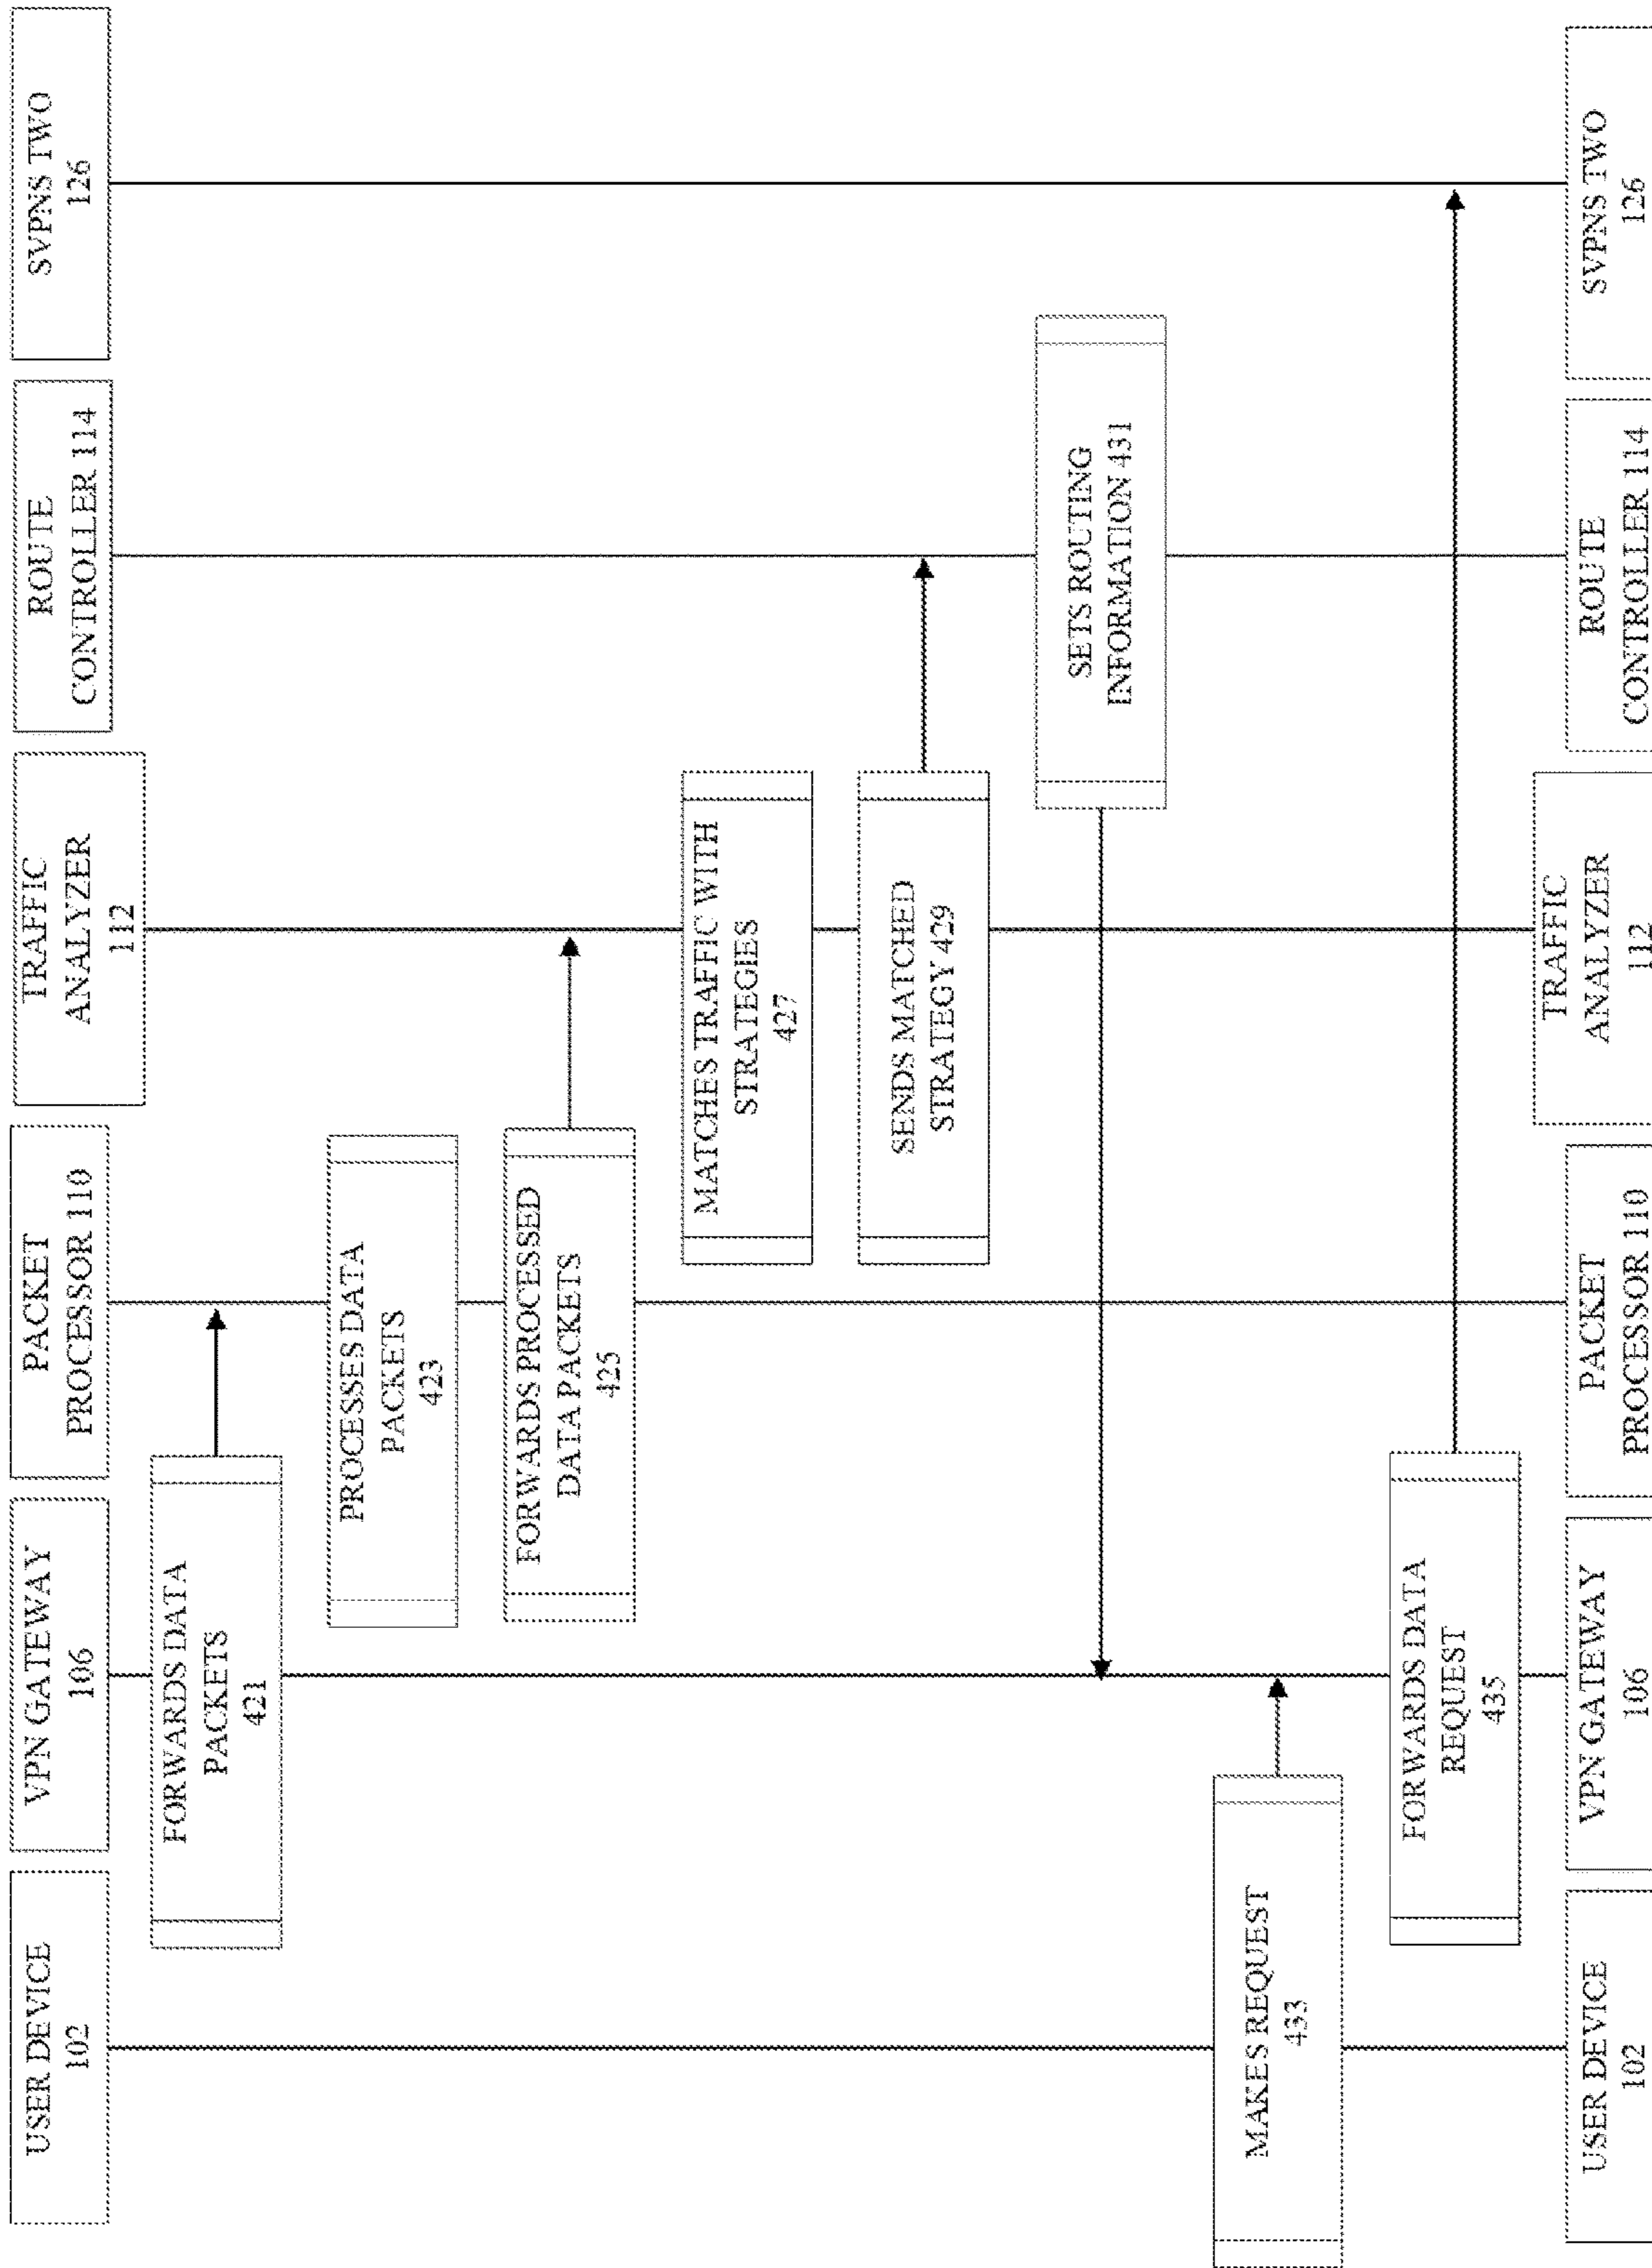 USER DEVICE
102
VPN GATEWAY
106
PACKET
PROCESSOR 110
TRAFFIC
ANALYZER
112
ROUTE
CONTROLLER 114
SVPNS TWO
126
FORWARDS DATA
PACKETS
421
PROCESSES DATA
PACKETS
423
FORWARDS PROCESSED
DATA PACKETS
425
MATCHES TRAFFIC WITH
STRATEGIES
427
SENDS MATCHED
STRATEGY 429
SETS ROUTING
INFORMATION 431
MAKES REQUEST
433
FORWARDS DATA
REQUEST
435
USER DEVICE
102
VPN GATEWAY
106
PACKET
PROCESSOR 110
TRAFFIC
ANALYZER
112
ROUTE
CONTROLLER 114
SVPNS TWO
126